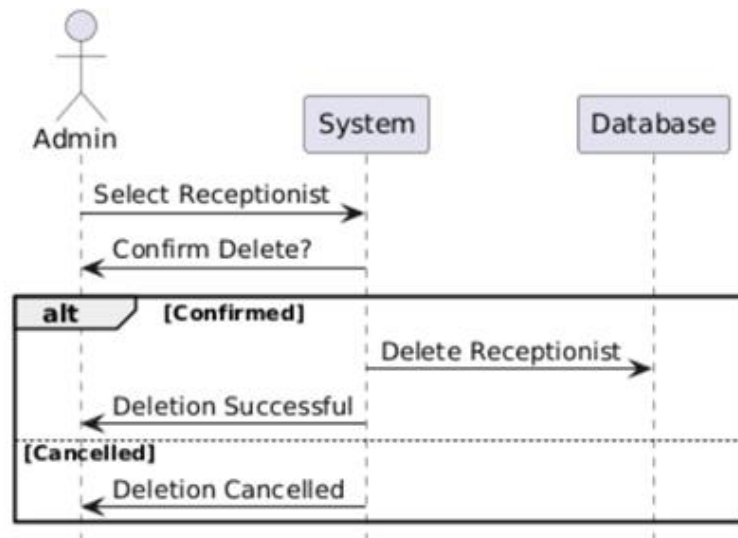 Admin
System
Database
Select Receptionist
Confirm Delete?
alt [Confirmed]
Delete Receptionist
Deletion Successful
[Cancelled]
Deletion Cancelled